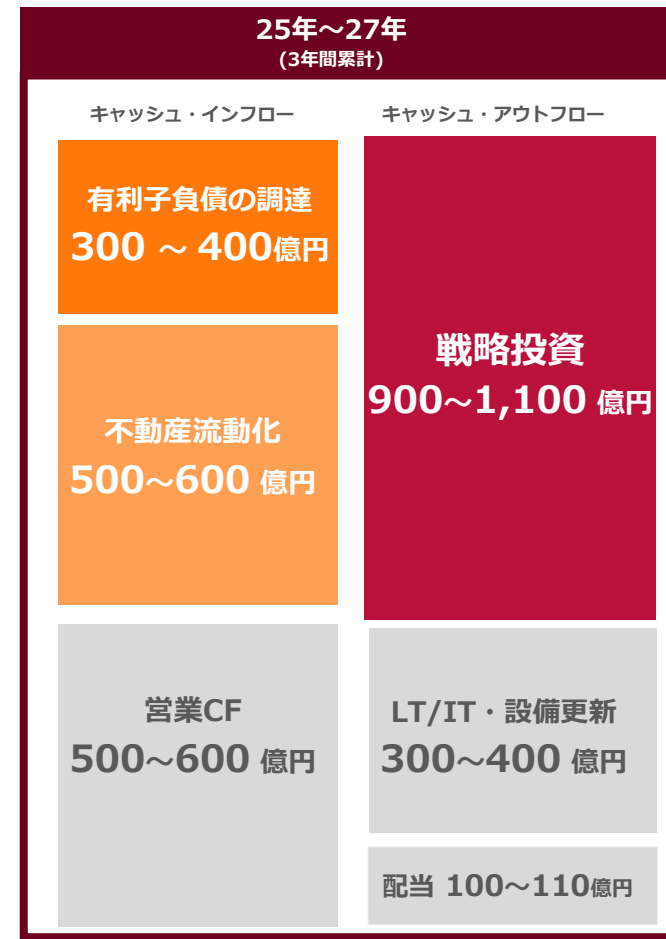 25年～27年
(3年間累計)
キャッシュ・インフロー
キャッシュ・アウトフロー
有利子負債の調達
300 ～ 400億円
不動産流動化
500～600 億円
営業CF
500～600 億円
戦略投資
900～1,100 億円
LT/IT・設備更新
300～400 億円
配当 100～110億円